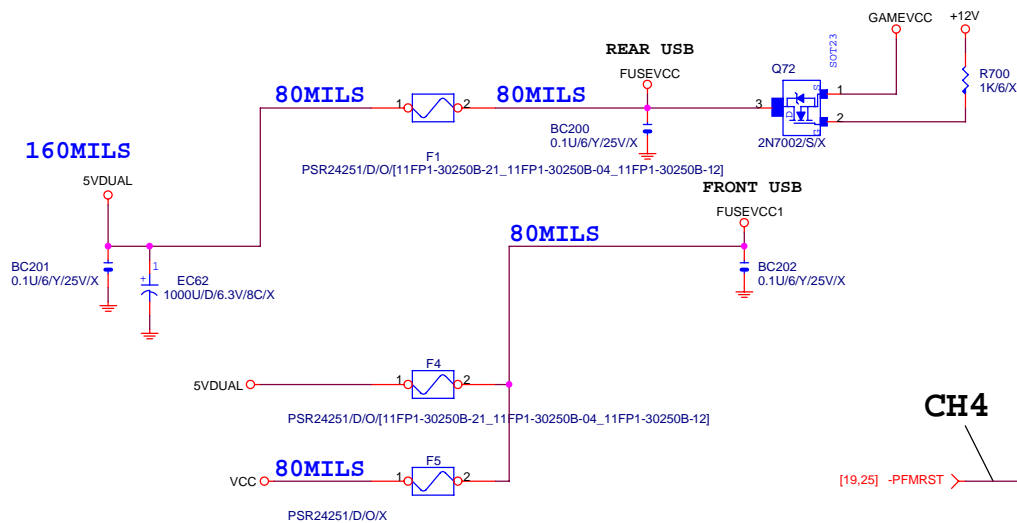 GAMEVCC
+12V
SOT23
REAR USB
Q72
FUSEVCC
R700
1K/6/X
80MILS
1
2
80MILS
3
S
D
G
1
2
BC200
0.1U/6/Y/25V/X
2N7002/S/X
160MILS
F1
PSR24251/D/O/[11FP1-30250B-21_11FP1-30250B-04_11FP1-30250B-12]
5VDUAL
FRONT USB
FUSEVCC1
80MILS
BC201
0.1U/6/Y/25V/X
1
+
EC62
1000U/D/6.3V/8C/X
BC202
0.1U/6/Y/25V/X
F4
5VDUAL
1
2
PSR24251/D/O/[11FP1-30250B-21_11FP1-30250B-04_11FP1-30250B-12]
CH4
F5
80MILS
VCC
1
2
[19,25] -PFMRST
PSR24251/D/O/X